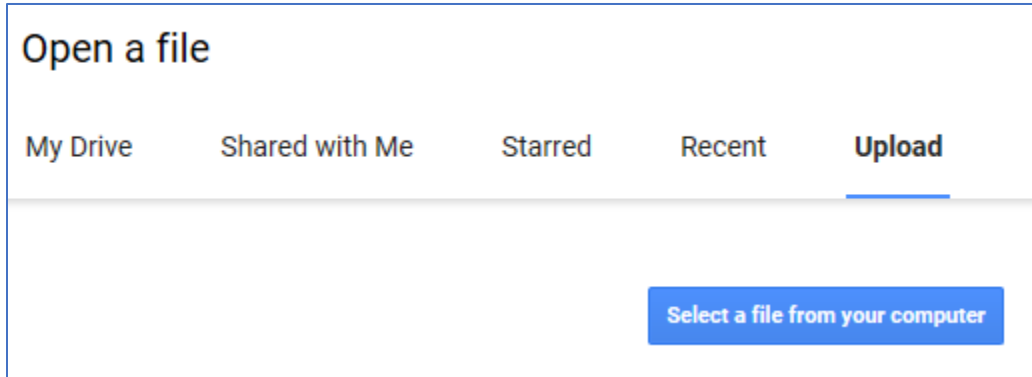 Open a file
My Drive Shared with Me Starred Recent Upload
Select a file from your computer